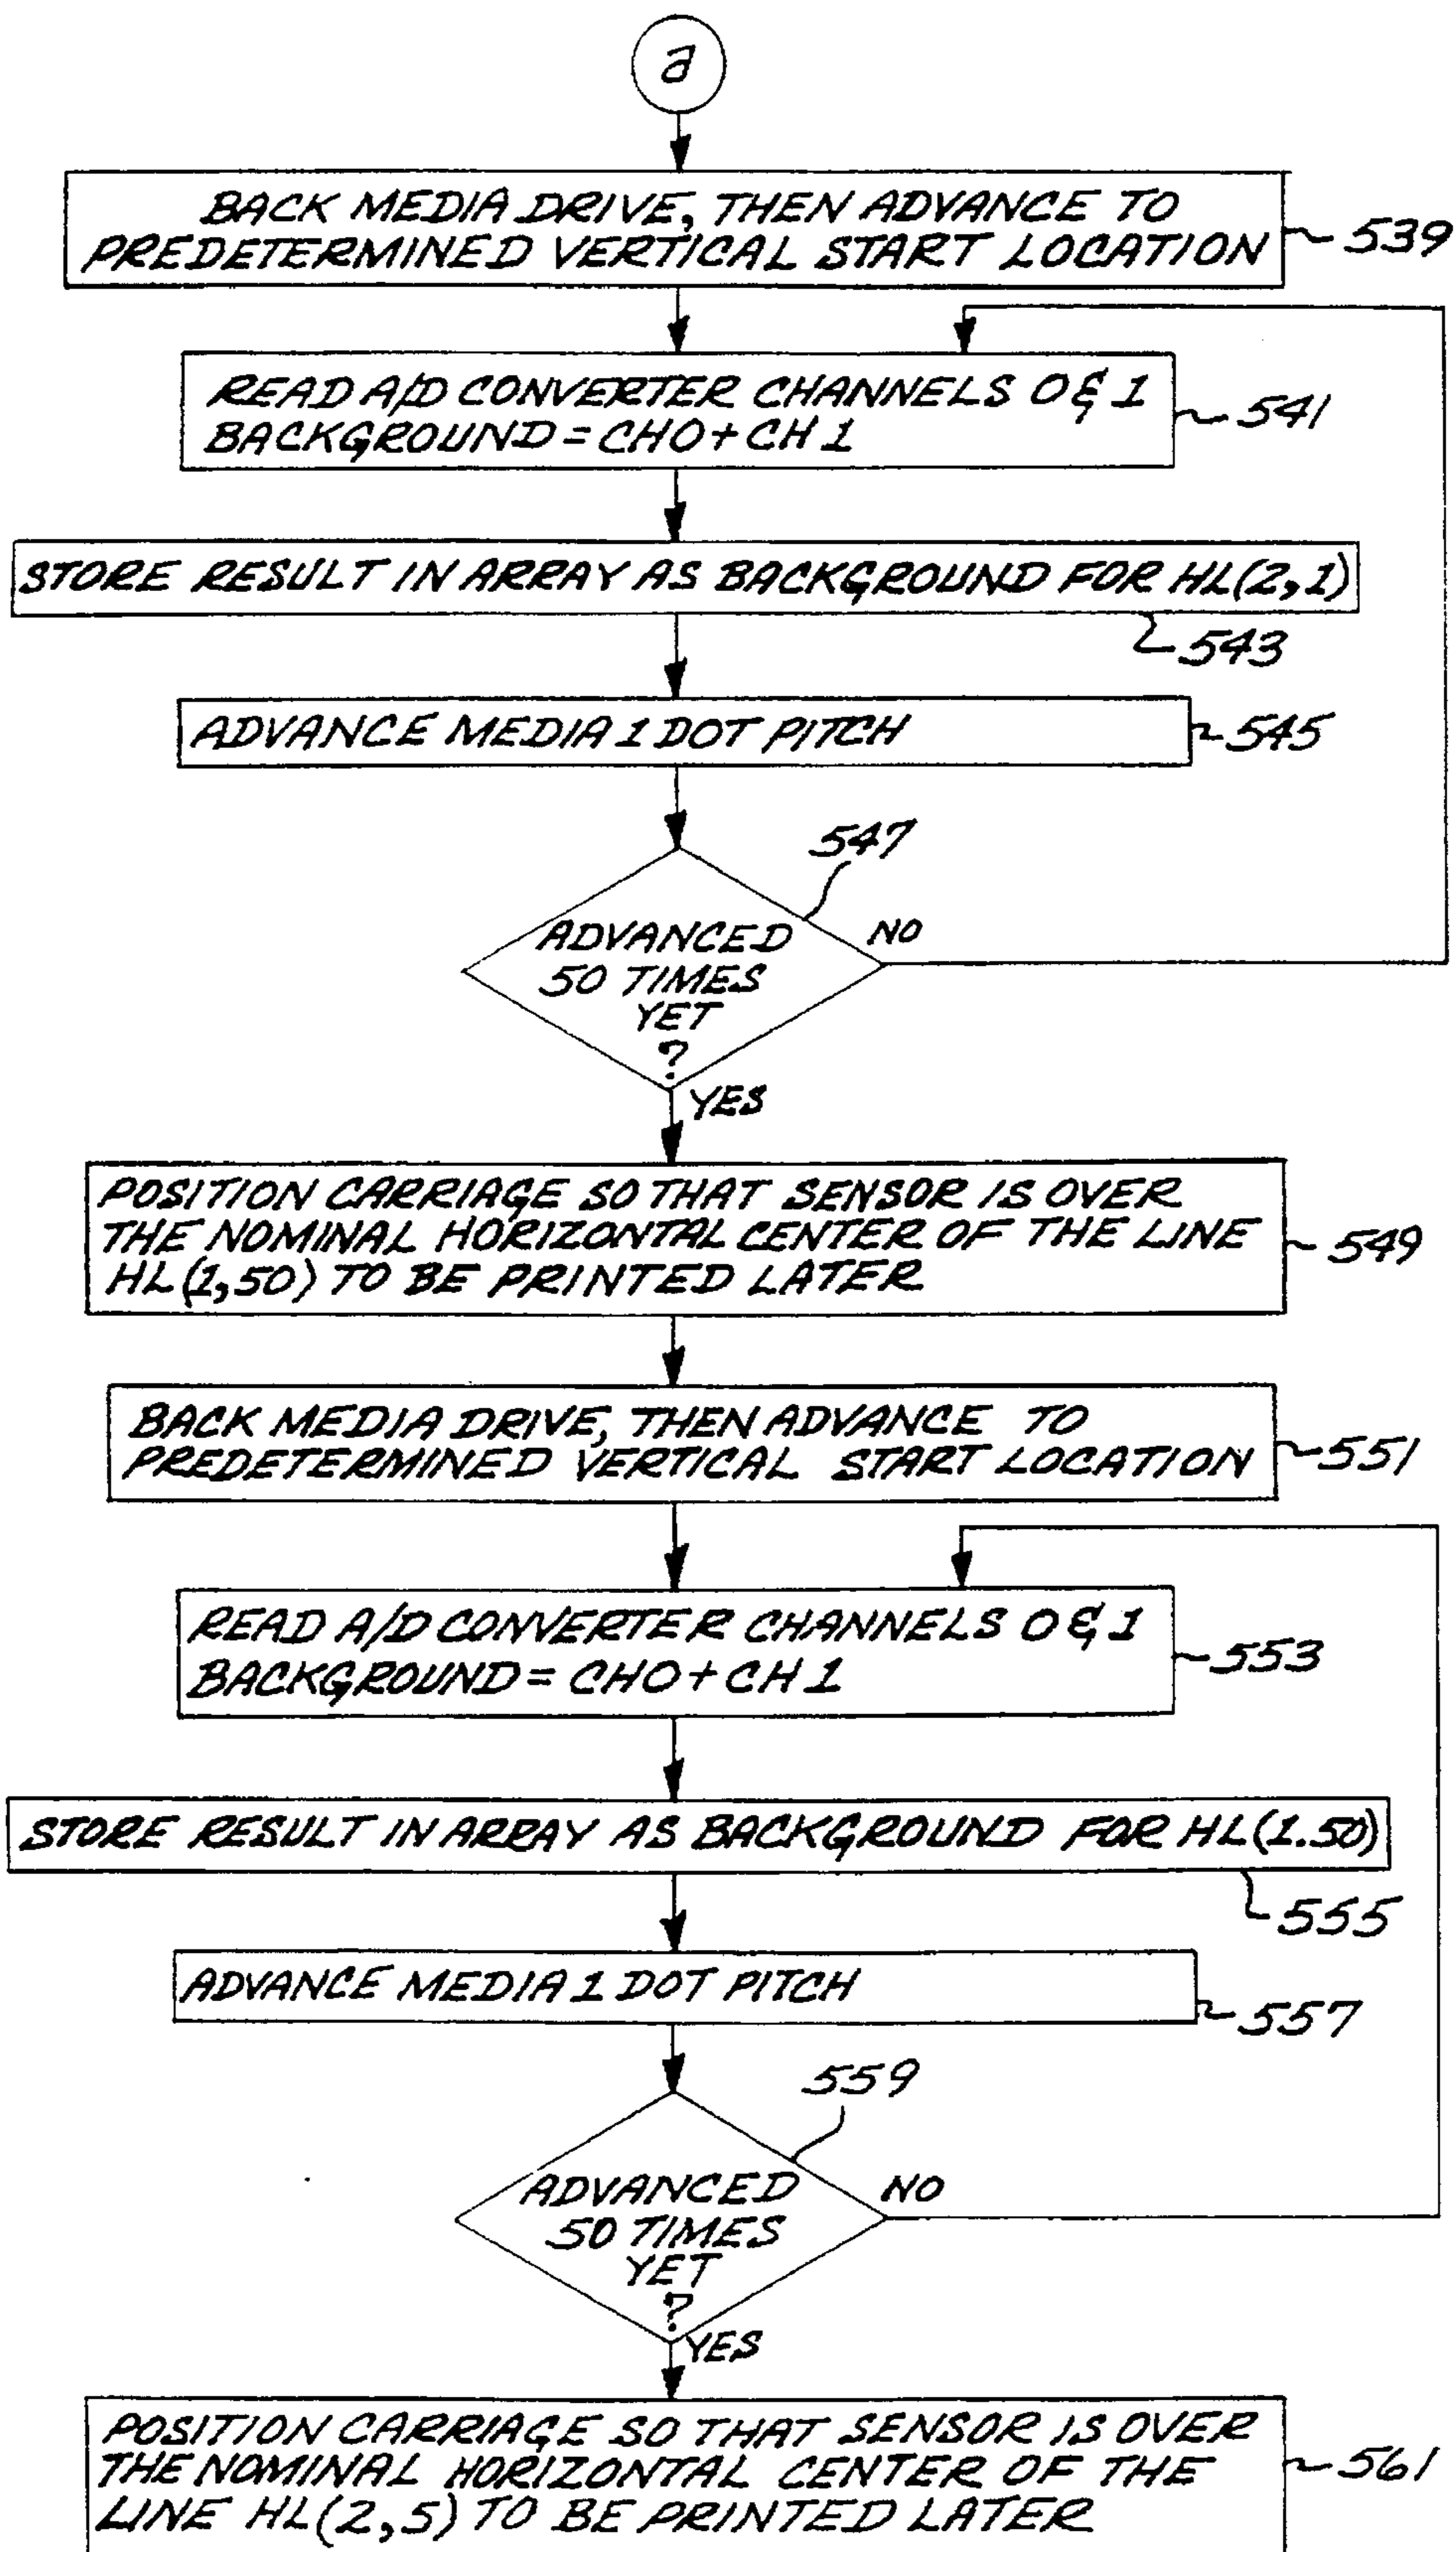 a
BACK MEDIA DRIVE, THEN ADVANCE TO
PREDETERMINED VERTICAL START LOCATION
539
READ A/D CONVERTER CHANNELS 0 & 1
BACKGROUND = CH0 + CH 1
541
STORE RESULT IN ARRAY AS BACKGROUND FOR HL(2,1)
543
ADVANCE MEDIA 1 DOT PITCH
545
547
ADVANCED
50 TIMES
YET
?
NO
YES
POSITION CARRIAGE SO THAT SENSOR IS OVER
THE NOMINAL HORIZONTAL CENTER OF THE LINE
HL(1,50) TO BE PRINTED LATER
549
BACK MEDIA DRIVE, THEN ADVANCE TO
PREDETERMINED VERTICAL START LOCATION
551
READ A/D CONVERTER CHANNELS 0 & 1
BACKGROUND = CH0 + CH 1
553
STORE RESULT IN ARRAY AS BACKGROUND FOR HL(1.50)
555
ADVANCE MEDIA 1 DOT PITCH
557
559
ADVANCED
50 TIMES
YET
?
NO
YES
POSITION CARRIAGE SO THAT SENSOR IS OVER
THE NOMINAL HORIZONTAL CENTER OF THE
LINE HL(2,5) TO BE PRINTED LATER
561